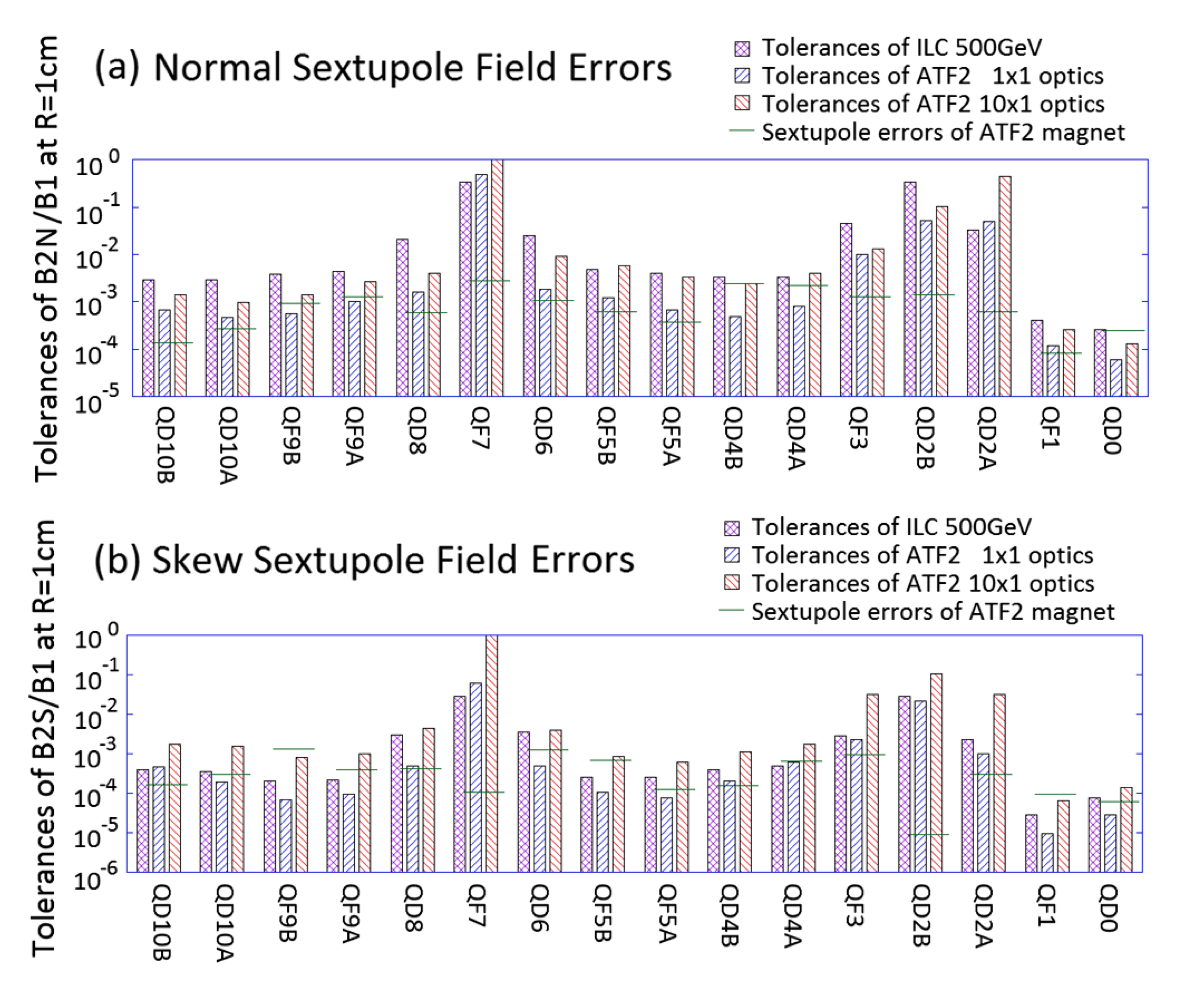 (a) Normal Sextupole Field Errors
Tolerances of ILC 500GeV
Tolerances of ATF2 1x1 optics
Tolerances of ATF2 10x1 optics
Sextupole errors of ATF2 magnet
Tolerances of B2N/B1 at R=1cm
10^0
10^-1
10^-2
10^-3
10^-4
10^-5
QD10B
QD10A
QF9B
QF9A
QD8
QF7
QD6
QF5B
QF5A
QD4B
QD4A
QF3
QD2B
QD2A
QF1
QD0
(b) Skew Sextupole Field Errors
Tolerances of ILC 500GeV
Tolerances of ATF2 1x1 optics
Tolerances of ATF2 10x1 optics
Sextupole errors of ATF2 magnet
Tolerances of B2S/B1 at R=1cm
10^0
10^-1
10^-2
10^-3
10^-4
10^-5
10^-6
QD10B
QD10A
QF9B
QF9A
QD8
QF7
QD6
QF5B
QF5A
QD4B
QD4A
QF3
QD2B
QD2A
QF1
QD0